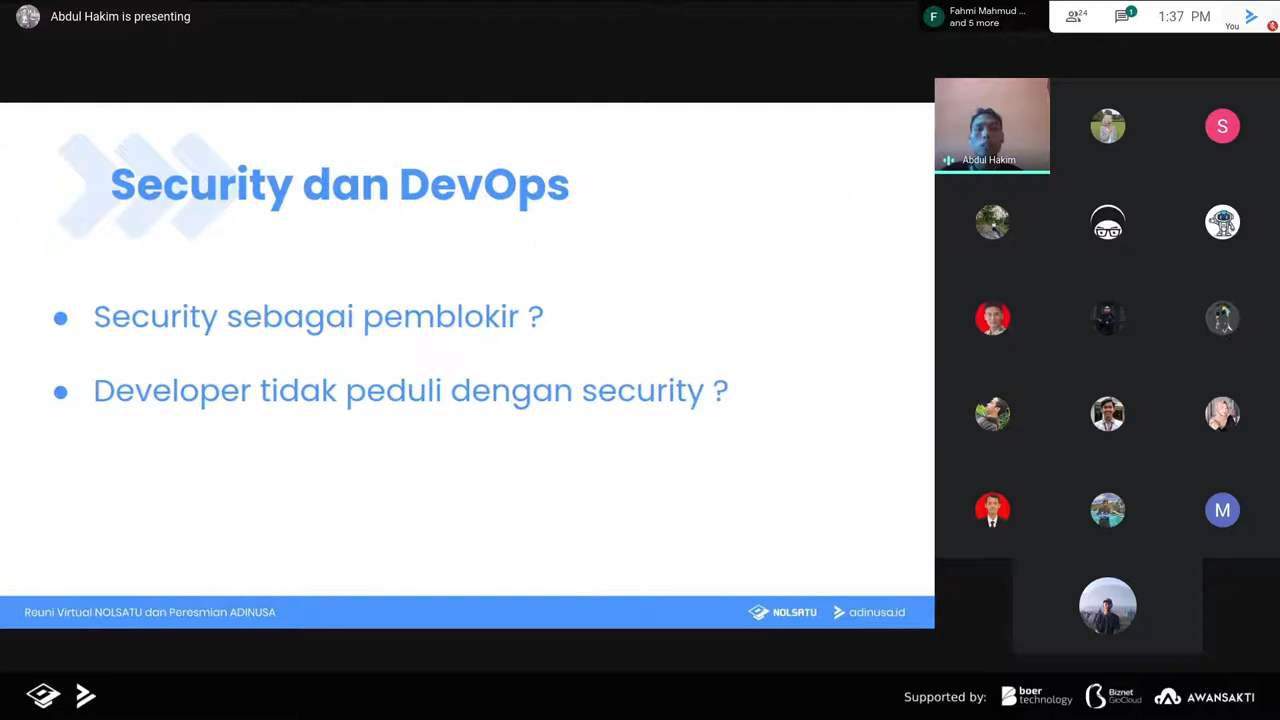 Abdul Hakim is presenting
F
Fahmi Mahmud ...
and 5 more
24
1
1:37 PM
You
Security dan DevOps
Security sebagai pemblokir ?
Developer tidak peduli dengan security ?
Abdul Hakim
S
M
Reuni Virtual NOLSATU dan Peresmian ADINUSA
NOLSATU
adinusa.id
Supported by:
boer
technology
Biznet
GioCloud
AWANSAKTI